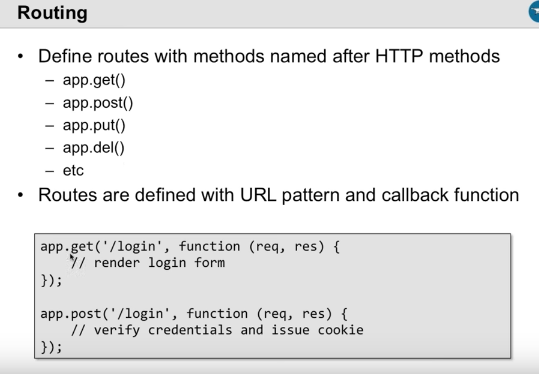 Routing
• Define routes with methods named after HTTP methods
– app.get()
– app.post()
– app.put()
– app.del()
– etc
• Routes are defined with URL pattern and callback function
app.get('/login', function (req, res) {
// render login form
});
app.post('/login', function (req, res) {
// verify credentials and issue cookie
});